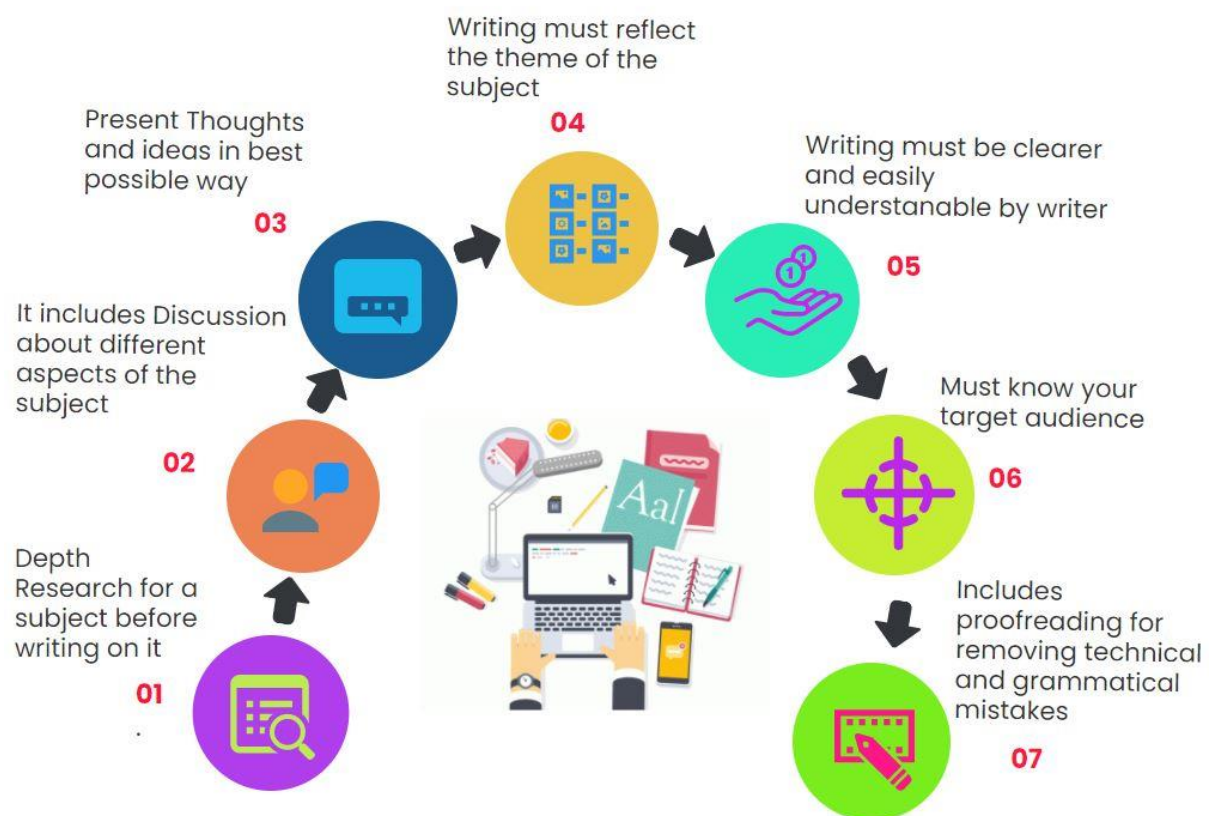 Depth
Research for a
subject before
writing on it
01
.
It includes Discussion
about different
aspects of the
subject
02
Present Thoughts
and ideas in best
possible way
03
Writing must reflect
the theme of the
subject
04
Writing must be clearer
and easily
understanable by writer
05
Must know your
target audience
06
Includes
proofreading for
removing technical
and grammatical
mistakes
07
1
1
Aal